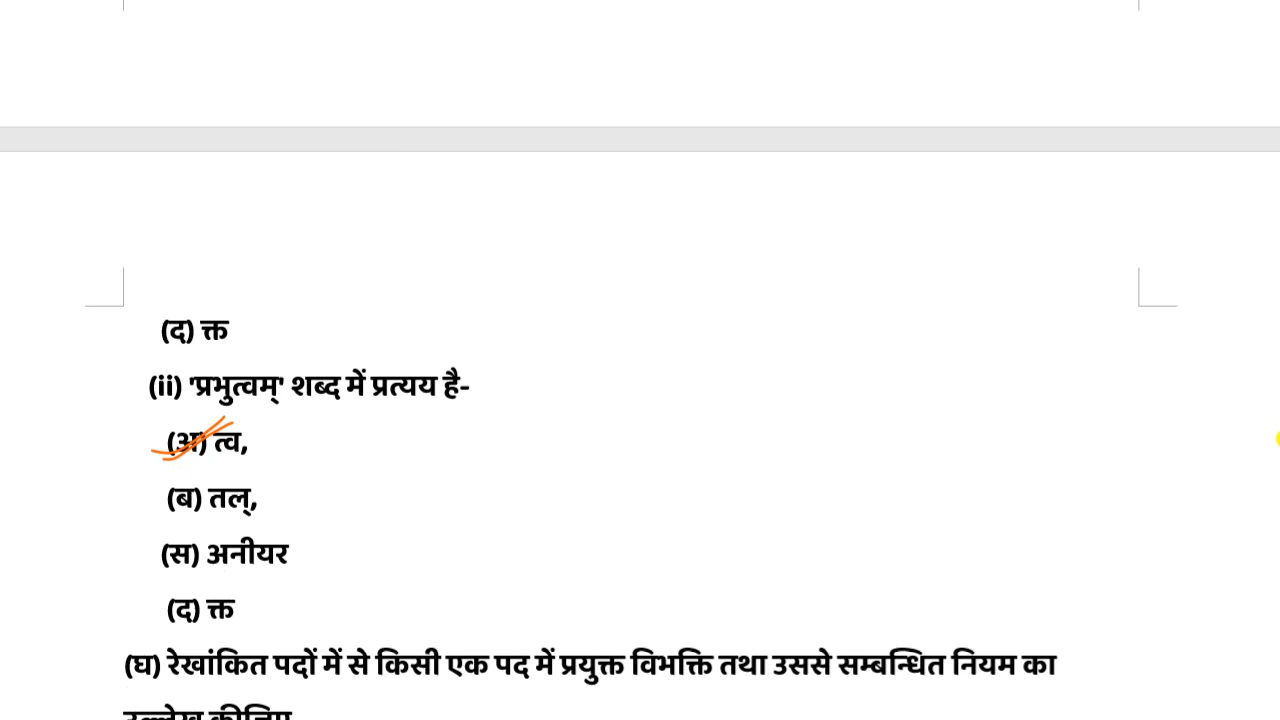 (द) क्त
(ii) 'प्रभुत्वम्' शब्द में प्रत्यय है-
(अ) त्व,
(ब) तल्,
(स) अनीयर
(द) क्त
(घ) रेखांकित पदों में से किसी एक पद में प्रयुक्त विभक्ति तथा उससे सम्बन्धित नियम का
उल्लेख कीजिए